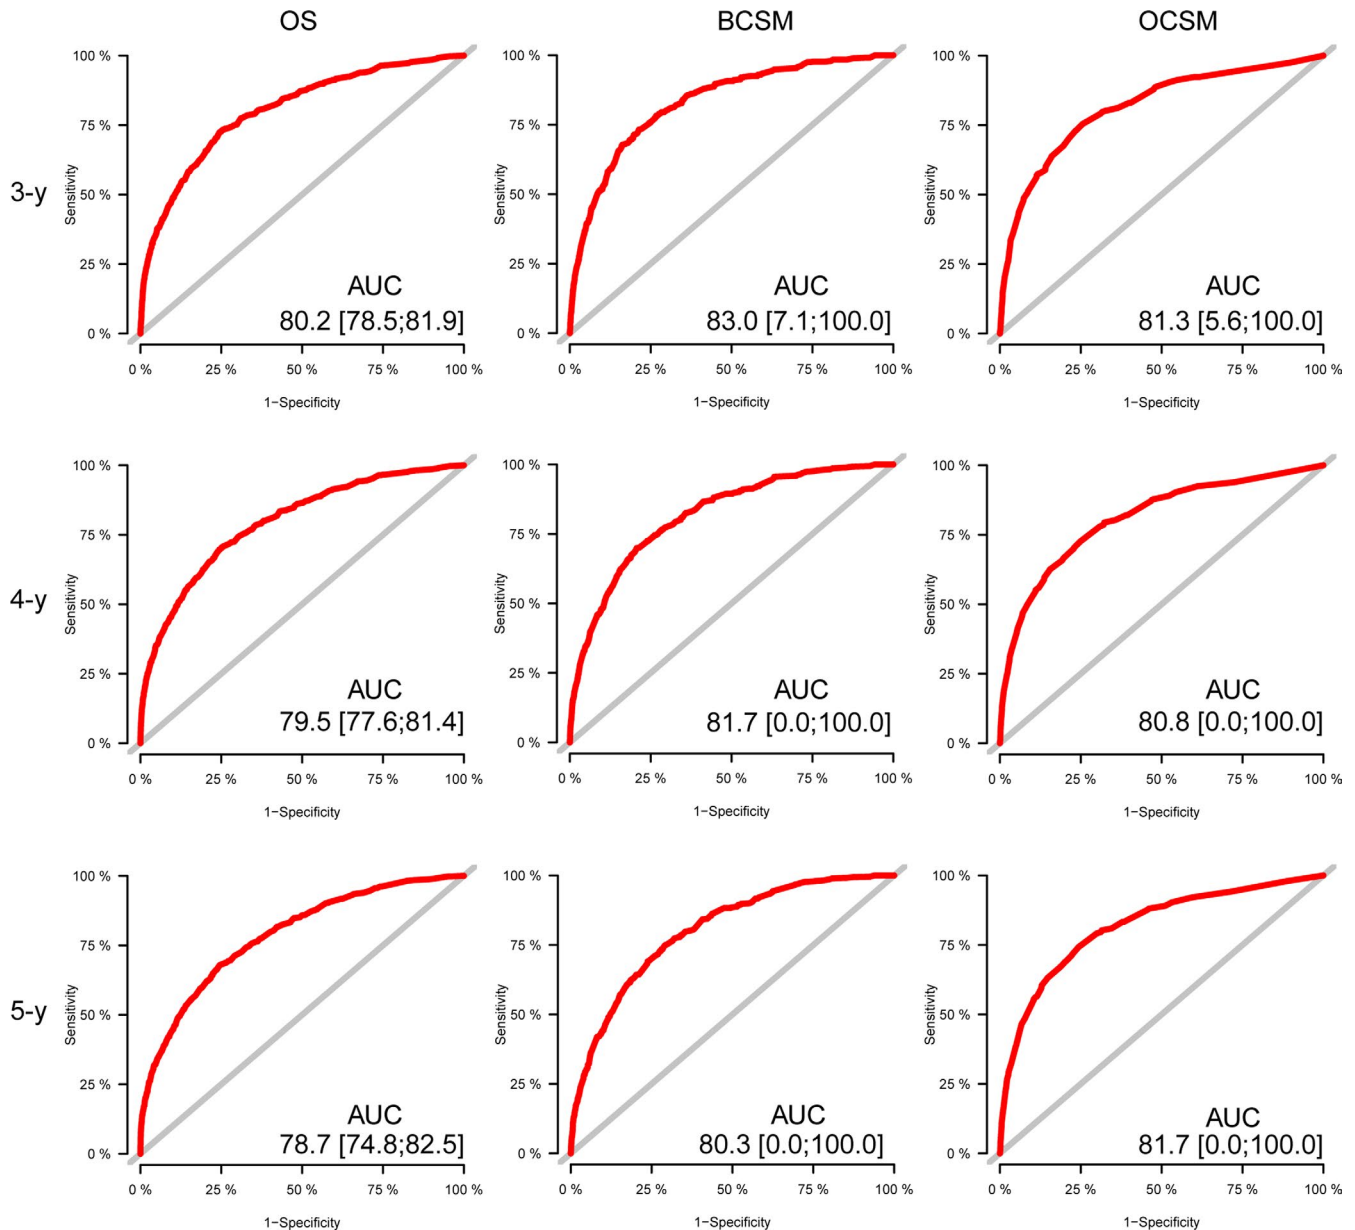 OS BCSM OCSM
3-y
Sensitivity
100 %
75 %
50 %
25 %
0 %
AUC
80.2 [78.5;81.9]
0 % 25 % 50 % 75 % 100 %
1−Specificity
Sensitivity
100 %
75 %
50 %
25 %
0 %
AUC
83.0 [7.1;100.0]
0 % 25 % 50 % 75 % 100 %
1−Specificity
Sensitivity
100 %
75 %
50 %
25 %
0 %
AUC
81.3 [5.6;100.0]
0 % 25 % 50 % 75 % 100 %
1−Specificity
4-y
Sensitivity
100 %
75 %
50 %
25 %
0 %
AUC
79.5 [77.6;81.4]
0 % 25 % 50 % 75 % 100 %
1−Specificity
Sensitivity
100 %
75 %
50 %
25 %
0 %
AUC
81.7 [0.0;100.0]
0 % 25 % 50 % 75 % 100 %
1−Specificity
Sensitivity
100 %
75 %
50 %
25 %
0 %
AUC
80.8 [0.0;100.0]
0 % 25 % 50 % 75 % 100 %
1−Specificity
5-y
Sensitivity
100 %
75 %
50 %
25 %
0 %
AUC
78.7 [74.8;82.5]
0 % 25 % 50 % 75 % 100 %
1−Specificity
Sensitivity
100 %
75 %
50 %
25 %
0 %
AUC
80.3 [0.0;100.0]
0 % 25 % 50 % 75 % 100 %
1−Specificity
Sensitivity
100 %
75 %
50 %
25 %
0 %
AUC
81.7 [0.0;100.0]
0 % 25 % 50 % 75 % 100 %
1−Specificity